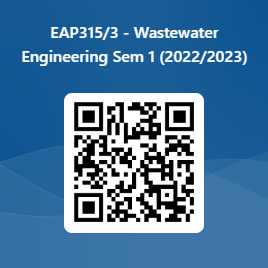 EAP315/3 - Wastewater
Engineering Sem 1 (2022/2023)